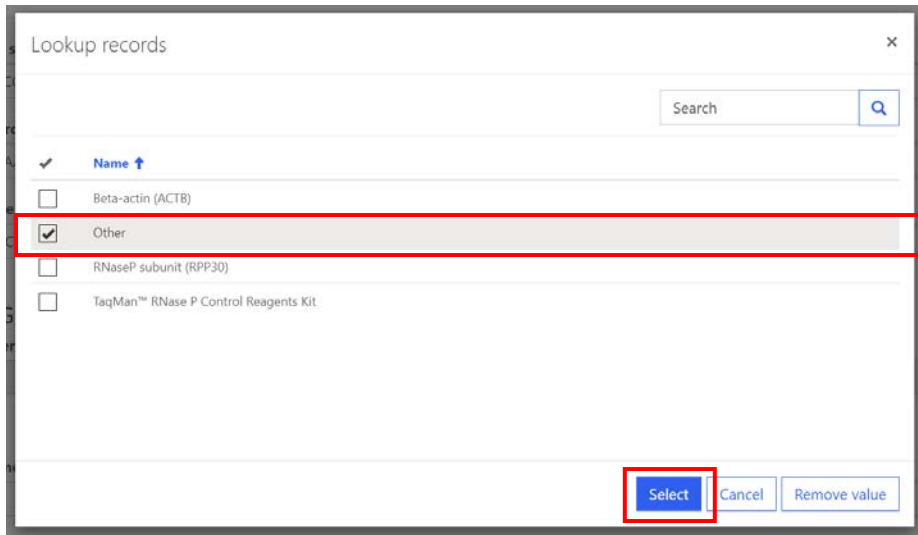 Lookup records
×
Search
Name
Beta-actin (ACTB)
Other
RNaseP subunit (RPP30)
TaqMan™ RNase P Control Reagents Kit
Select Cancel Remove value